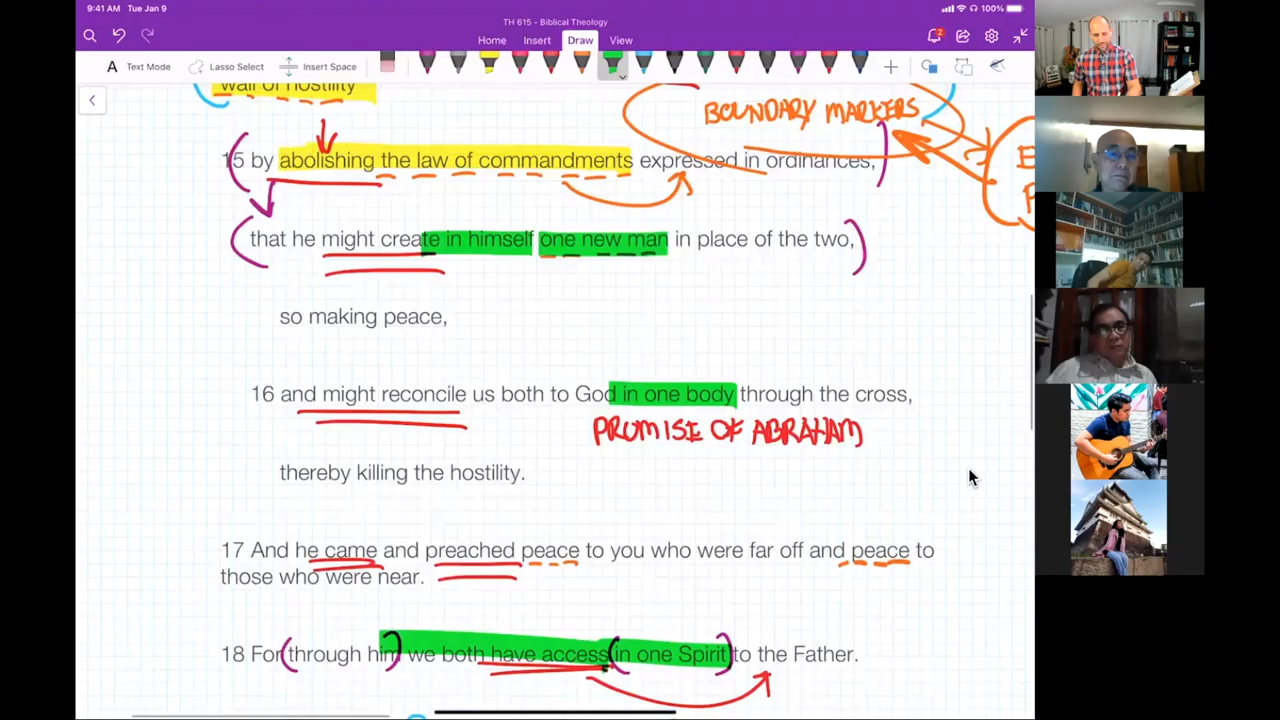 9:41 AM Tue Jan 9
100%
TH 615 - Biblical Theology
Home Insert Draw View
2
A Text Mode Lasso Select Insert Space
wall of hostility
BOUNDARY MARKERS
15 by abolishing the law of commandments expressed in ordinances,
that he might create in himself one new man in place of the two,
so making peace,
16 and might reconcile us both to God in one body through the cross,
PROMISE OF ABRAHAM
thereby killing the hostility.
17 And he came and preached peace to you who were far off and peace to
those who were near.
18 For through him we both have access in one Spirit to the Father.